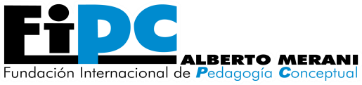 FiPC
ALBERTO MERANI
Fundación Internacional de Pedagogía Conceptual